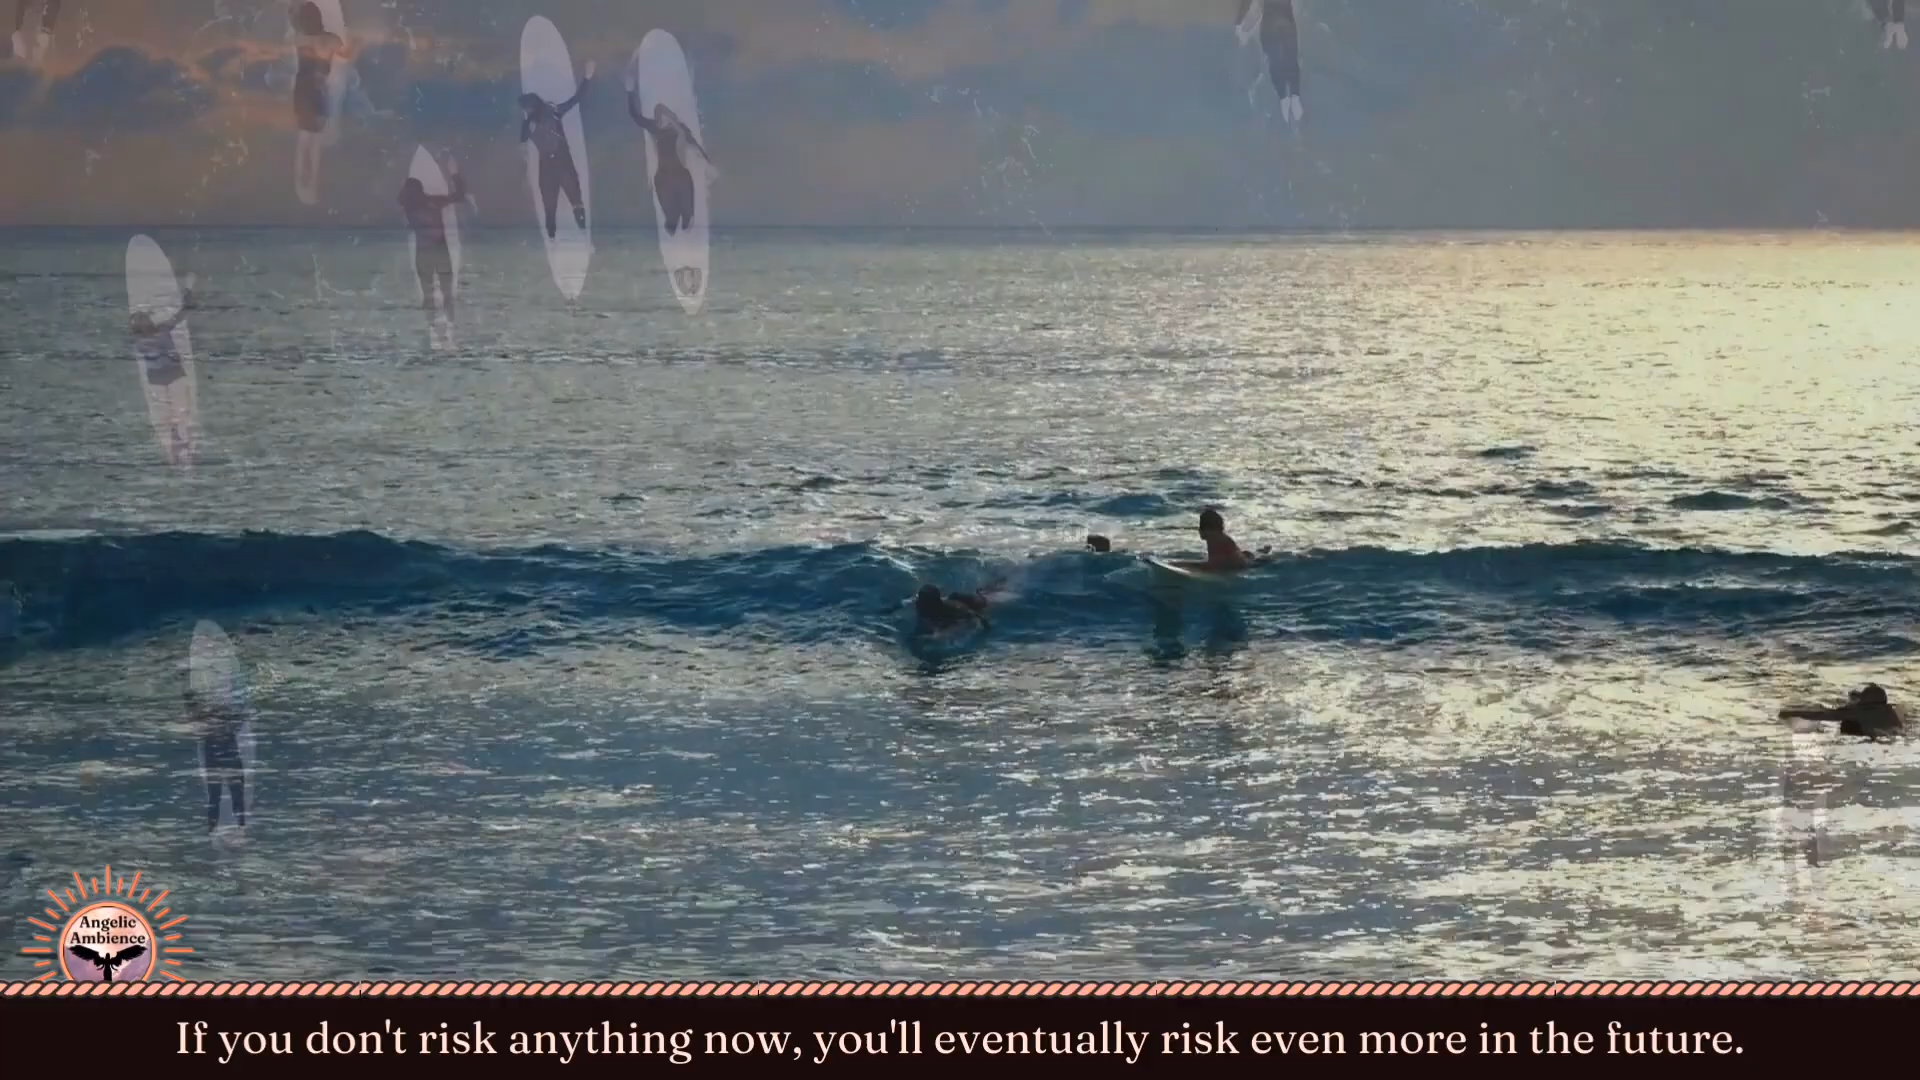 Angelic
Ambience
If you don't risk anything now, you'll eventually risk even more in the future.